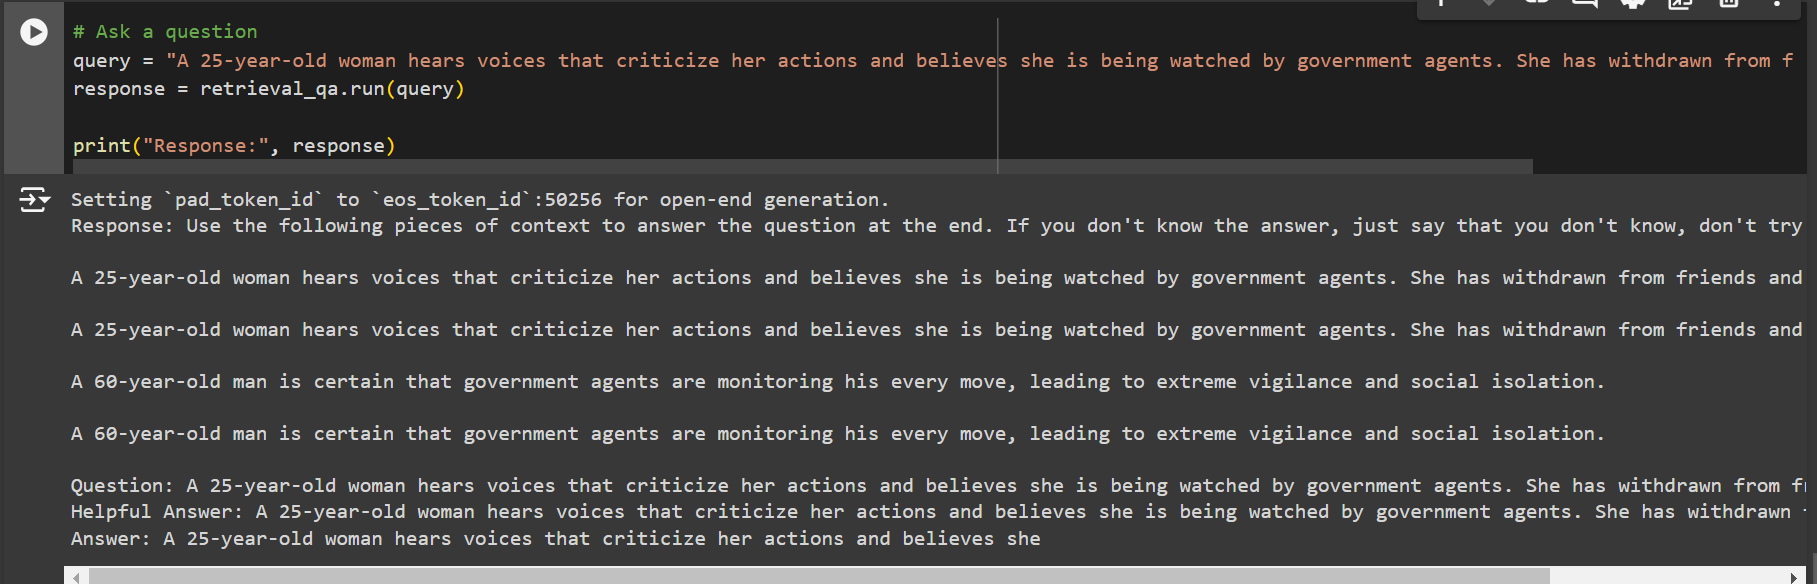 # Ask a question
query = "A 25-year-old woman hears voices that criticize her actions and believes she is being watched by government agents. She has withdrawn from f
response = retrieval_qa.run(query)
print("Response:", response)
Setting `pad_token_id` to `eos_token_id`:50256 for open-end generation.
Response: Use the following pieces of context to answer the question at the end. If you don't know the answer, just say that you don't know, don't try
A 25-year-old woman hears voices that criticize her actions and believes she is being watched by government agents. She has withdrawn from friends and
A 25-year-old woman hears voices that criticize her actions and believes she is being watched by government agents. She has withdrawn from friends and
A 60-year-old man is certain that government agents are monitoring his every move, leading to extreme vigilance and social isolation.
A 60-year-old man is certain that government agents are monitoring his every move, leading to extreme vigilance and social isolation.
Question: A 25-year-old woman hears voices that criticize her actions and believes she is being watched by government agents. She has withdrawn from f
Helpful Answer: A 25-year-old woman hears voices that criticize her actions and believes she is being watched by government agents. She has withdrawn
Answer: A 25-year-old woman hears voices that criticize her actions and believes she